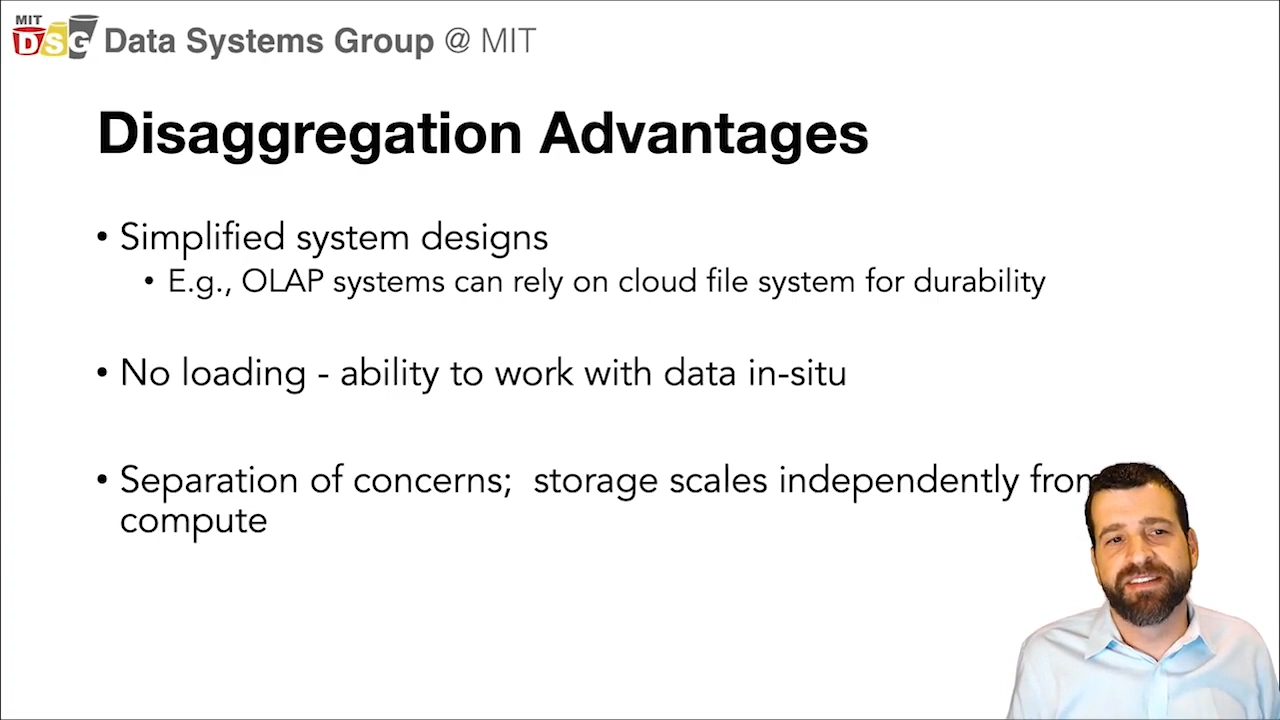 MIT
DSG Data Systems Group @ MIT
Disaggregation Advantages
• Simplified system designs
• E.g., OLAP systems can rely on cloud file system for durability
• No loading - ability to work with data in-situ
• Separation of concerns; storage scales independently from
compute